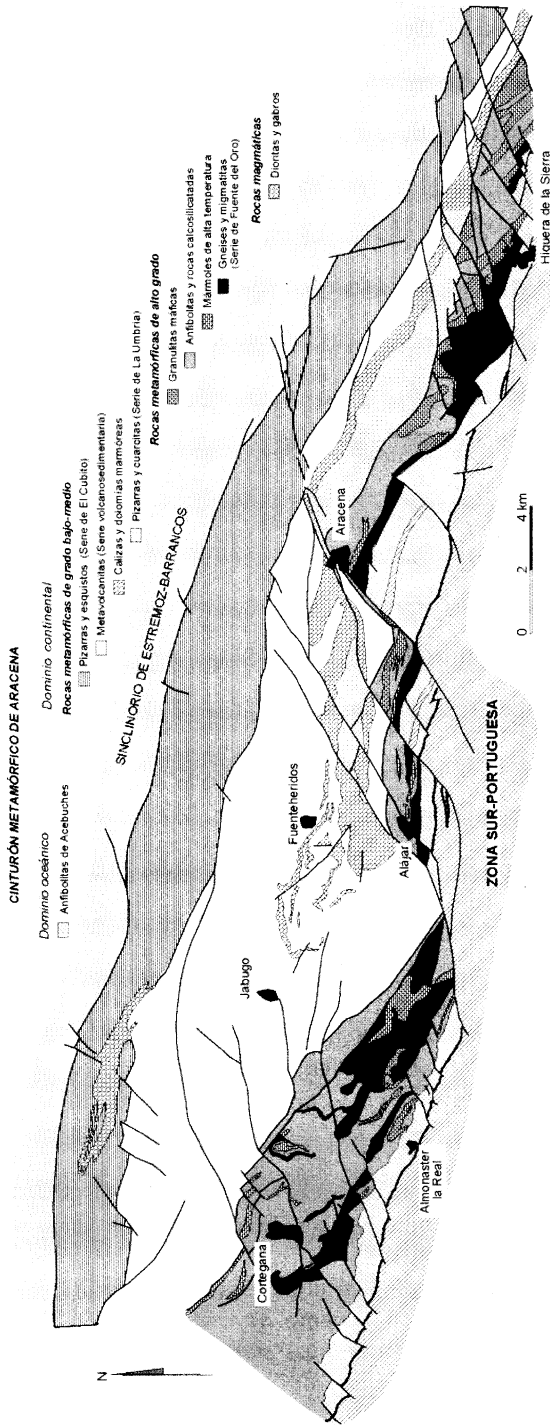 CINTURÓN METAMÓRFICO DE ARACENA
Dominio oceánico
Anfibolitas de Acebuches
Dominio continental
Rocas metamórficas de grado bajo-medio
Pizarras y esquistos (Serie de El Cubito)
Metavolcanitas (Serie volcanosedimentaria)
Calizas y dolomias marmóreas
Pizarras y cuarcitas (Serie de La Umbria)
Rocas metamórficas de alto grado
Granulitas máficas
Anfibolitas y rocas calcosilicatadas
Mármoles de alta temperatura
Gneises y migmatitas
(Serie de Fuente del Oro)
Rocas magmáticas
Dioritas y gabros
SINCLINORIO DE ESTREMOZ-BARRANCOS
N
Jabugo
Fuenteheridos
Aracena
Cortegana
Alájar
Almonaster
la Real
ZONA SUR-PORTUGUESA
0 2 4 km
Higuera de la Sierra